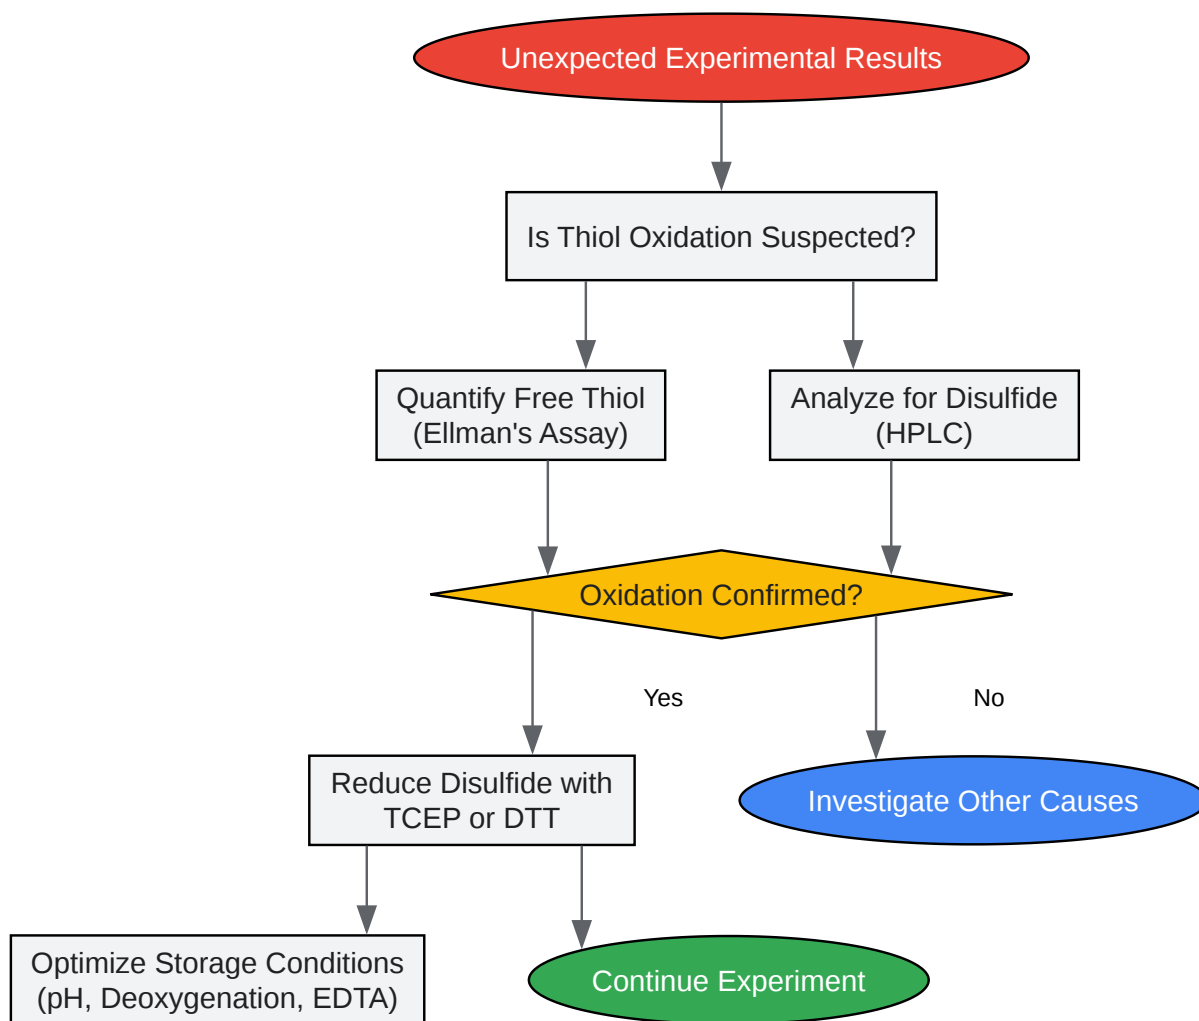 Unexpected Experimental Results
Is Thiol Oxidation Suspected?
Quantify Free Thiol
(Ellman's Assay)
Analyze for Disulfide
(HPLC)
Oxidation Confirmed?
Yes
No
Reduce Disulfide with
TCEP or DTT
Investigate Other Causes
Optimize Storage Conditions
(pH, Deoxygenation, EDTA)
Continue Experiment